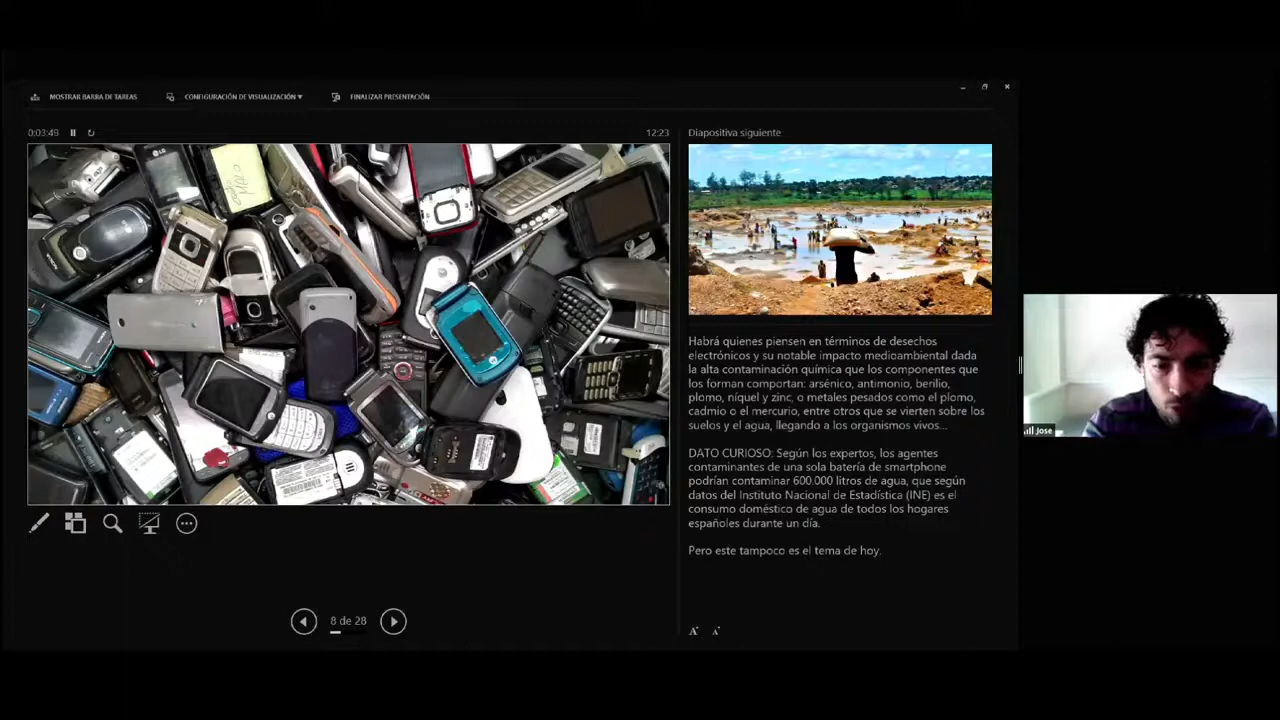 MOSTRAR BARRA DE TAREAS
CONFIGURACIÓN DE VISUALIZACIÓN
FINALIZAR PRESENTACIÓN
0:03:49
12:23
Diapositiva siguiente
LG
Habrá quienes piensen en términos de desechos
electrónicos y su notable impacto medioambiental dada
la alta contaminación química que los componentes que
los forman comportan: arsénico, antimonio, berilio,
plomo, níquel y zinc, o metales pesados como el plomo,
cadmio o el mercurio, entre otros que se vierten sobre los
suelos y el agua, llegando a los organismos vivos...
DATO CURIOSO: Según los expertos, los agentes
contaminantes de una sola batería de smartphone
podrían contaminar 600.000 litros de agua, que según
datos del Instituto Nacional de Estadística (INE) es el
consumo doméstico de agua de todos los hogares
españoles durante un día.
Pero este tampoco es el tema de hoy.
8 de 28
A A
Jose